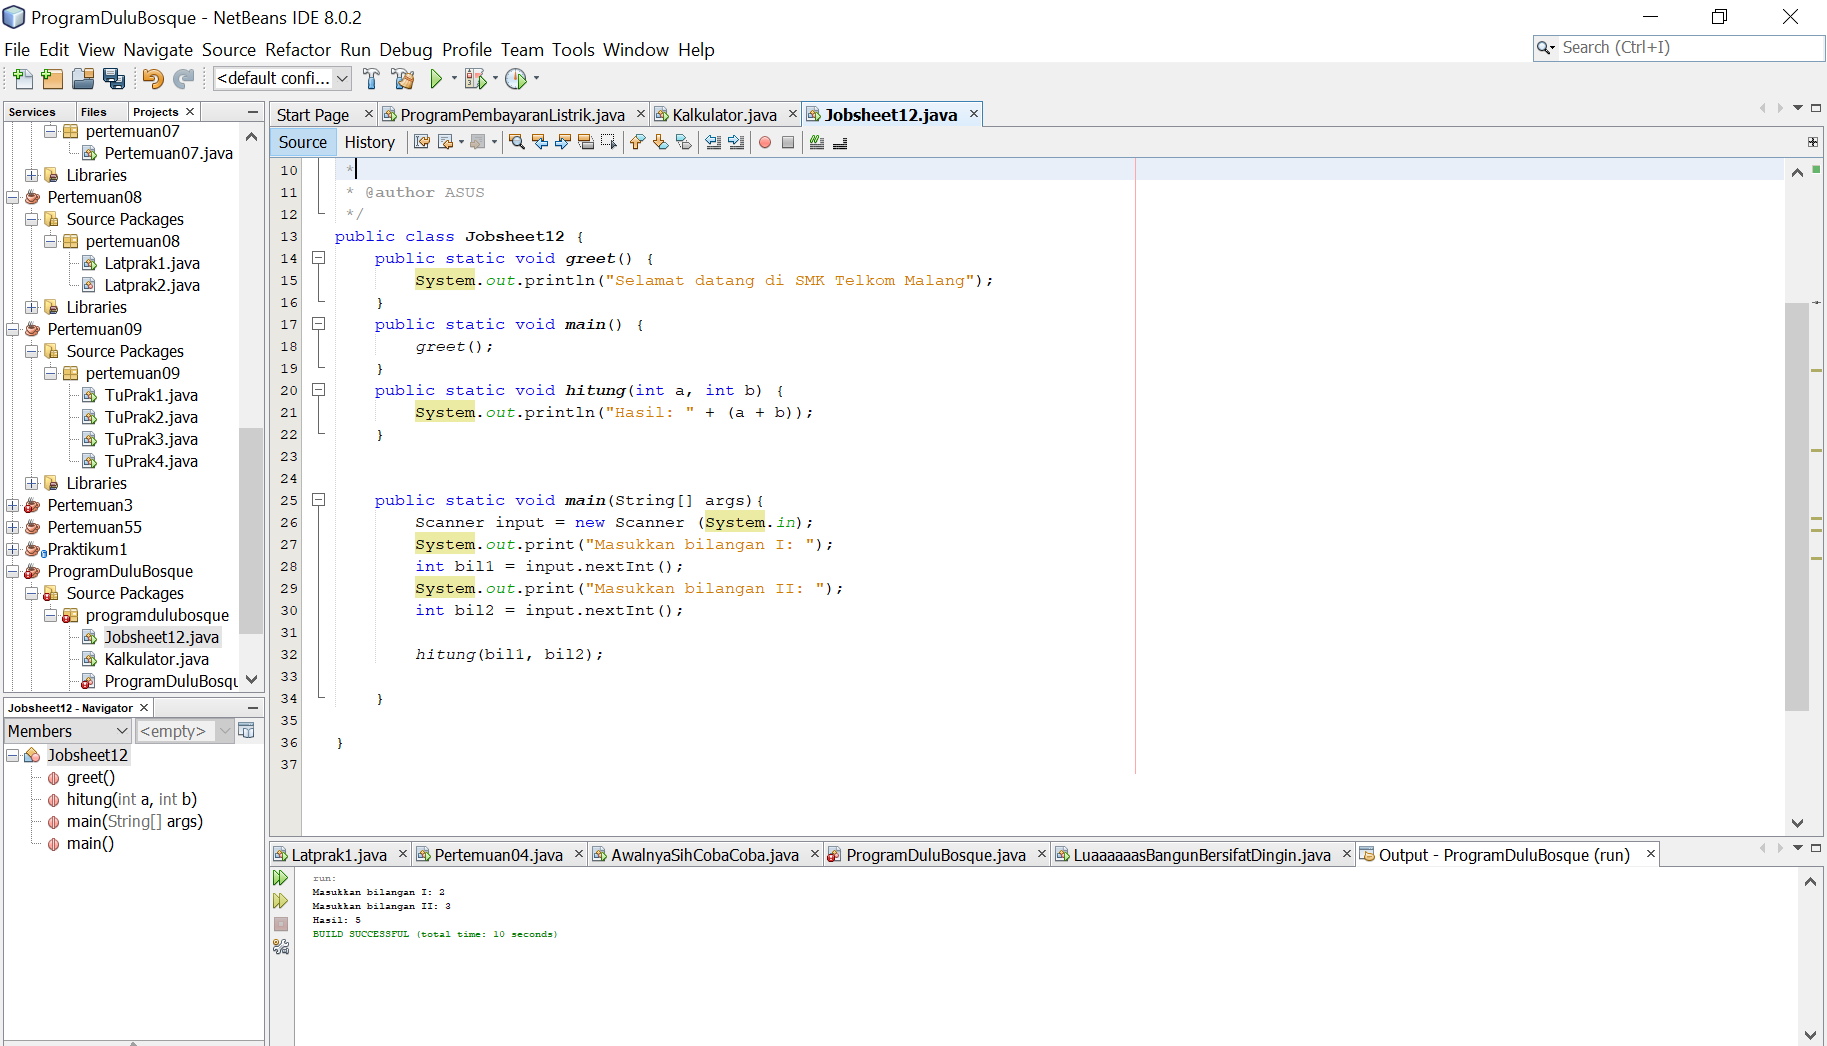 ProgramDuluBosque - NetBeans IDE 8.0.2
File Edit View Navigate Source Refactor Run Debug Profile Team Tools Window Help
Search (Ctrl+I)
<default confi...
Services Files Projects
pertemuan07
Pertemuan07.java
Libraries
Pertemuan08
Source Packages
pertemuan08
Latprak1.java
Latprak2.java
Libraries
Pertemuan09
Source Packages
pertemuan09
TuPrak1.java
TuPrak2.java
TuPrak3.java
TuPrak4.java
Libraries
Pertemuan3
Pertemuan55
Praktikum1
ProgramDuluBosque
Source Packages
programdulubosque
Jobsheet12.java
Kalkulator.java
ProgramDuluBosqu
Jobsheet12 - Navigator
Members <empty>
Jobsheet12
greet()
hitung(int a, int b)
main(String[] args)
main()
Start Page ProgramPembayaranListrik.java Kalkulator.java Jobsheet12.java
Source History
10 *
11 * @author ASUS
12 */
13 public class Jobsheet12 {
14 public static void greet() {
15 System.out.println("Selamat datang di SMK Telkom Malang");
16 }
17 public static void main() {
18 greet();
19 }
20 public static void hitung(int a, int b) {
21 System.out.println("Hasil: " + (a + b));
22 }
23
24
25 public static void main(String[] args){
26 Scanner input = new Scanner (System.in);
27 System.out.print("Masukkan bilangan I: ");
28 int bil1 = input.nextInt();
29 System.out.print("Masukkan bilangan II: ");
30 int bil2 = input.nextInt();
31
32 hitung(bil1, bil2);
33
34 }
35
36 }
37
Latprak1.java Pertemuan04.java AwalnyaSihCobaCoba.java ProgramDuluBosque.java LuaaaaaasBangunBersifatDingin.java Output - ProgramDuluBosque (run)
run:
Masukkan bilangan I: 2
Masukkan bilangan II: 3
Hasil: 5
BUILD SUCCESSFUL (total time: 10 seconds)